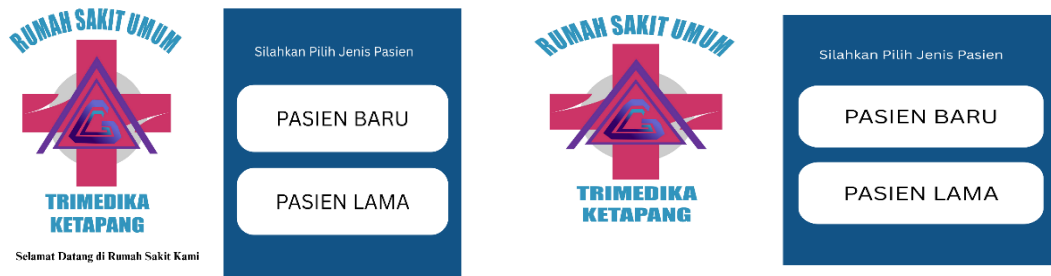 RUMAH SAKIT UMUM
TRIMEDIKA
KETAPANG
Selamat Datang di Rumah Sakit Kami
Silahkan Pilih Jenis Pasien
PASIEN BARU
PASIEN LAMA
RUMAH SAKIT UMUM
TRIMEDIKA
KETAPANG
Silahkan Pilih Jenis Pasien
PASIEN BARU
PASIEN LAMA